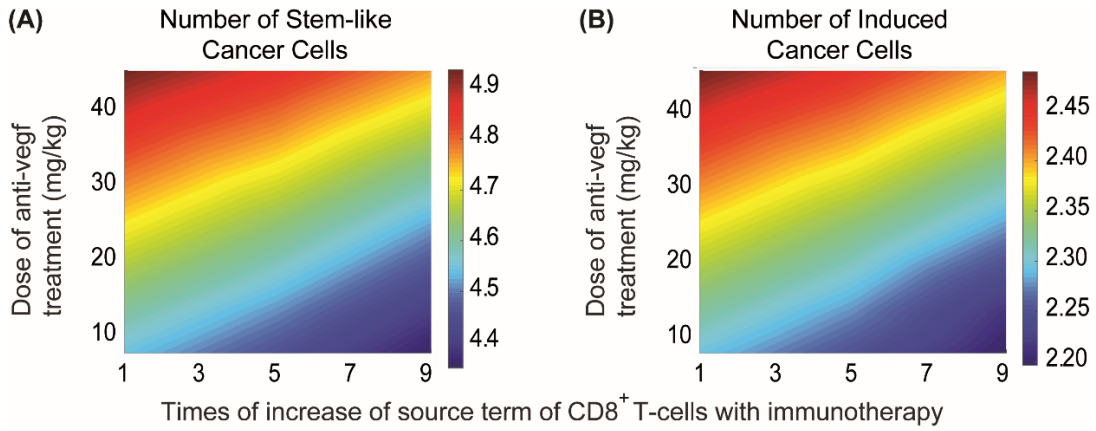 (A)
Number of Stem-like
Cancer Cells
Dose of anti-vegf
treatment (mg/kg)
40
30
20
10
1 3 5 7 9
4.9
4.8
4.7
4.6
4.5
4.4
(B)
Number of Induced
Cancer Cells
Dose of anti-vegf
treatment (mg/kg)
40
30
20
10
1 3 5 7 9
2.45
2.40
2.35
2.30
2.25
2.20
Times of increase of source term of CD8+ T-cells with immunotherapy